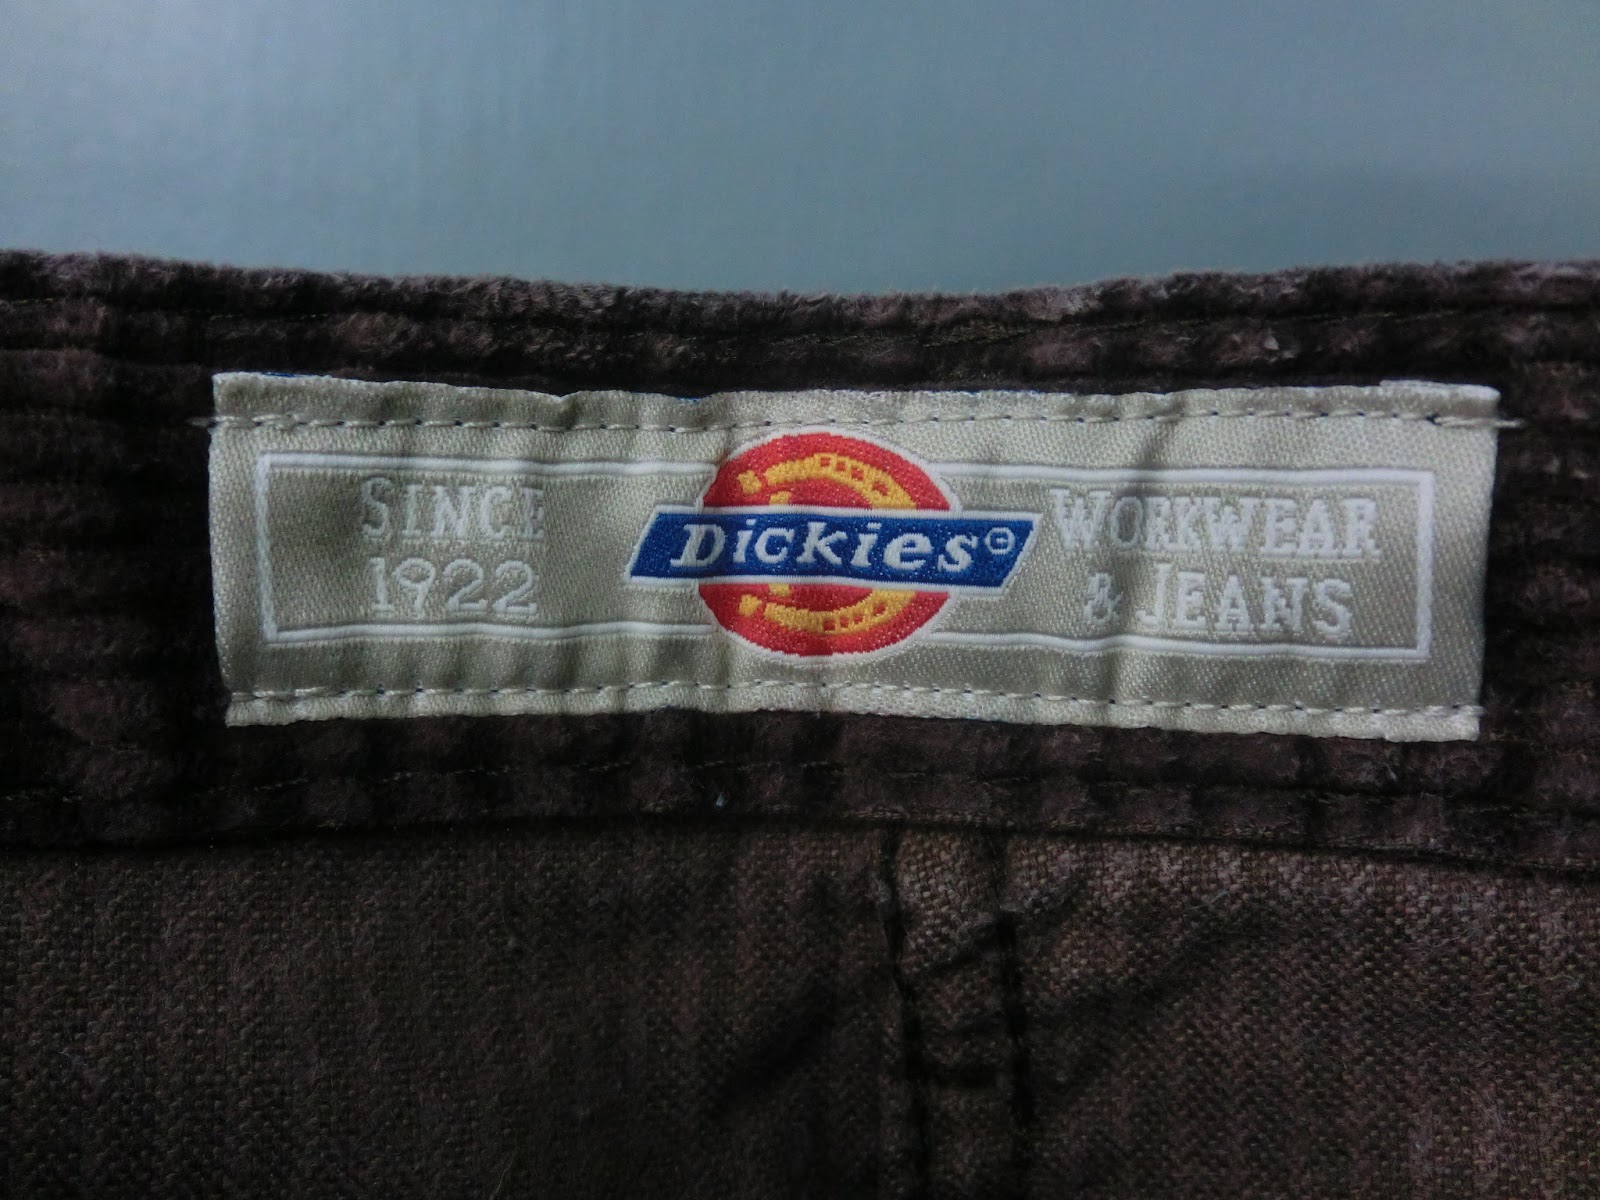 SINCE
1922
Dickies®
WORKWEAR
& JEANS